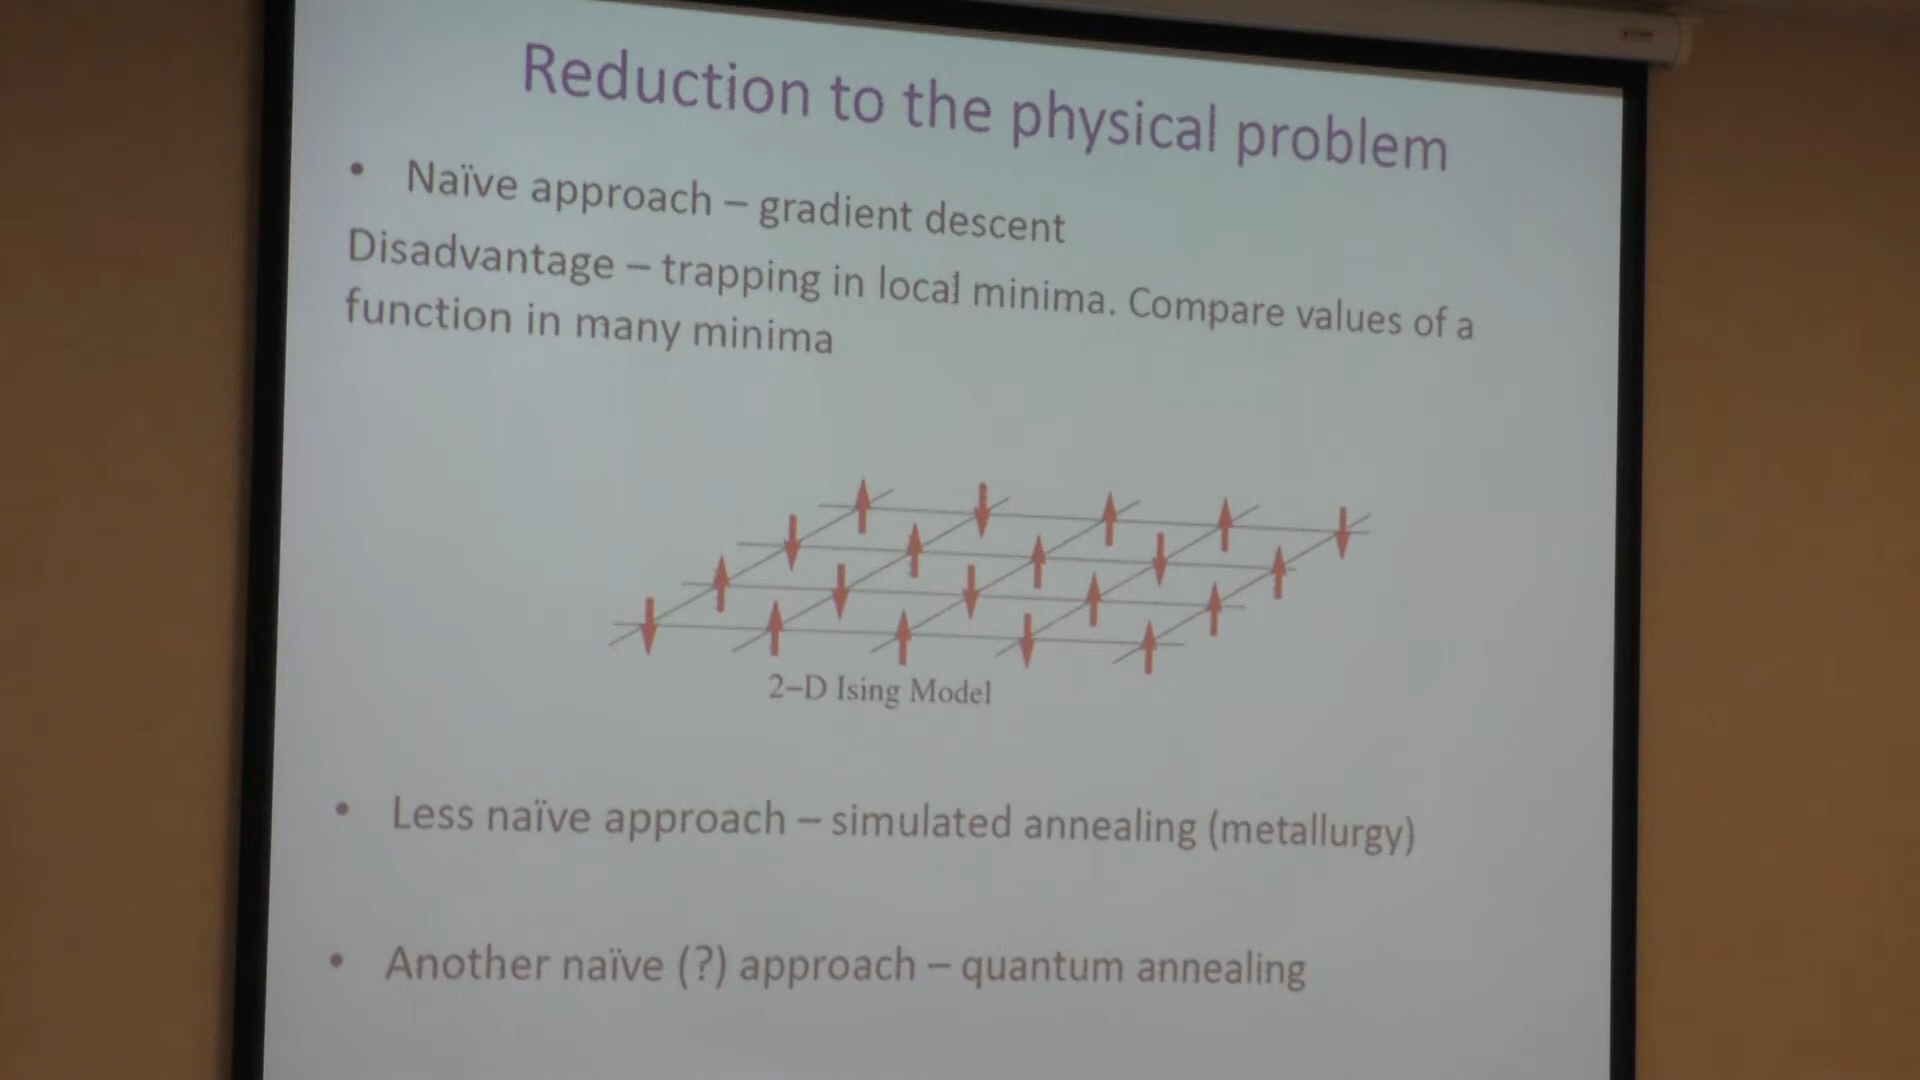 Reduction to the physical problem
• Naïve approach – gradient descent
Disadvantage – trapping in local minima. Compare values of a
function in many minima
2–D Ising Model
• Less naïve approach – simulated annealing (metallurgy)
• Another naïve (?) approach – quantum annealing